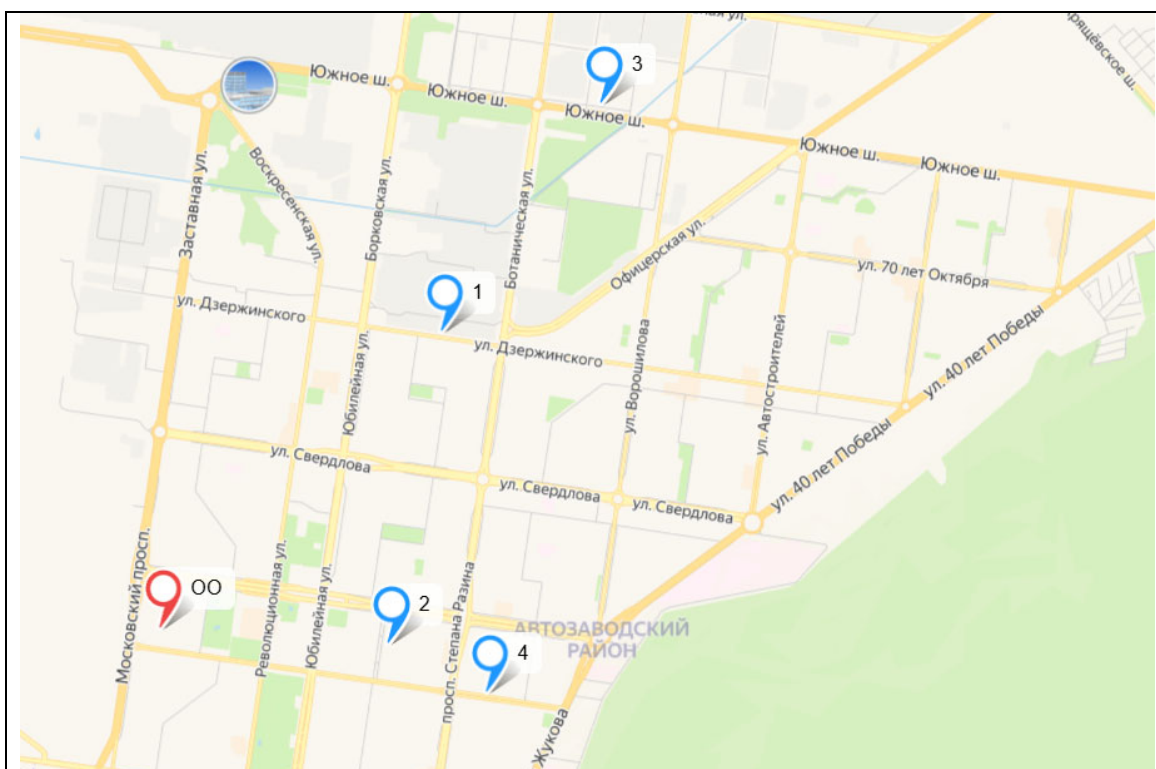 ная ул.
рящёвское ш.
3
Южное ш.
Южное ш.
Южное ш.
Южное ш.
Южное ш.
Воскресенская ул.
Заставная ул.
Борковская ул.
Ботаническая ул.
Офицерская ул.
ул. 70 лет Октября
1
ул. Дзержинского
ул. Дзержинского
Юбилейная ул.
ул. Ворошилова
ул. Автостроителей
ул. 40 лет Победы
ул. 40 лет Победы
ул. Свердлова
ул. Свердлова
ул. Свердлова
Московский просп.
ОО
Революционная ул.
Юбилейная ул.
2
просп. Степана Разина
4
АВТОЗАВОДСКИЙ
РАЙОН
Жукова